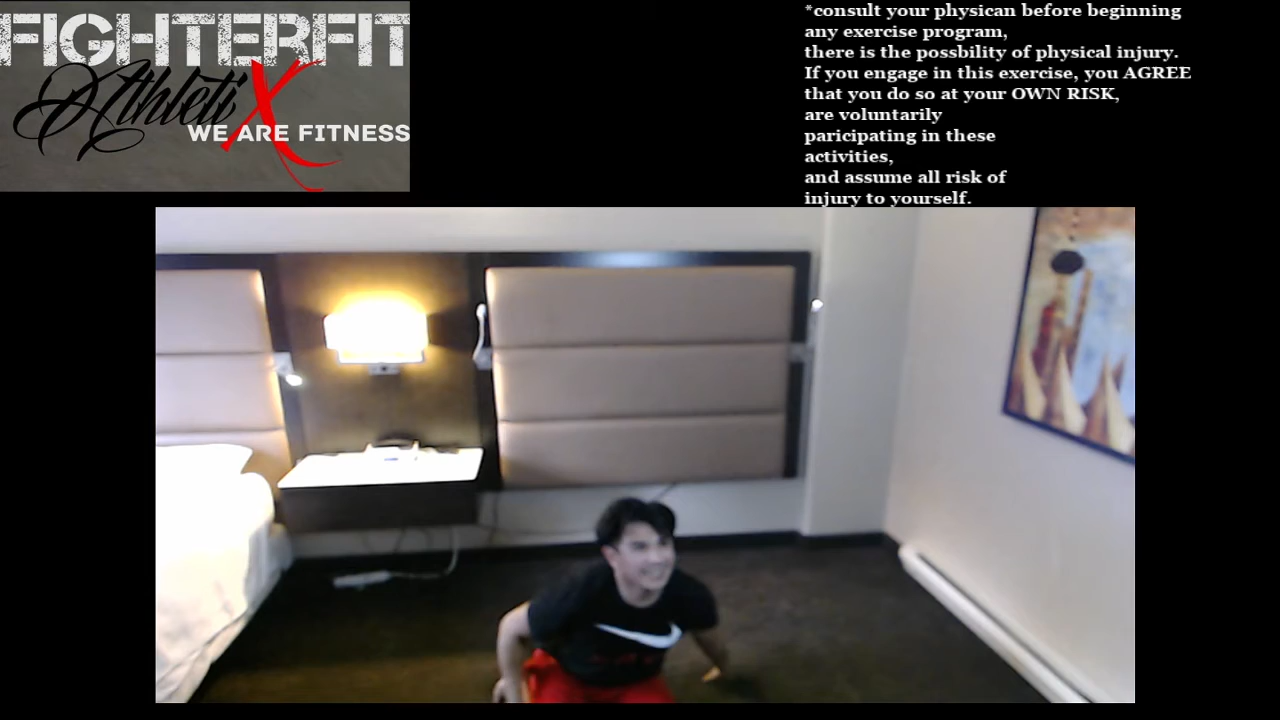 FIGHTERFIT
AthletiX
WE ARE FITNESS
*consult your physican before beginning
any exercise program,
there is the possbility of physical injury.
If you engage in this exercise, you AGREE
that you do so at your OWN RISK,
are voluntarily
paricipating in these
activities,
and assume all risk of
injury to yourself.